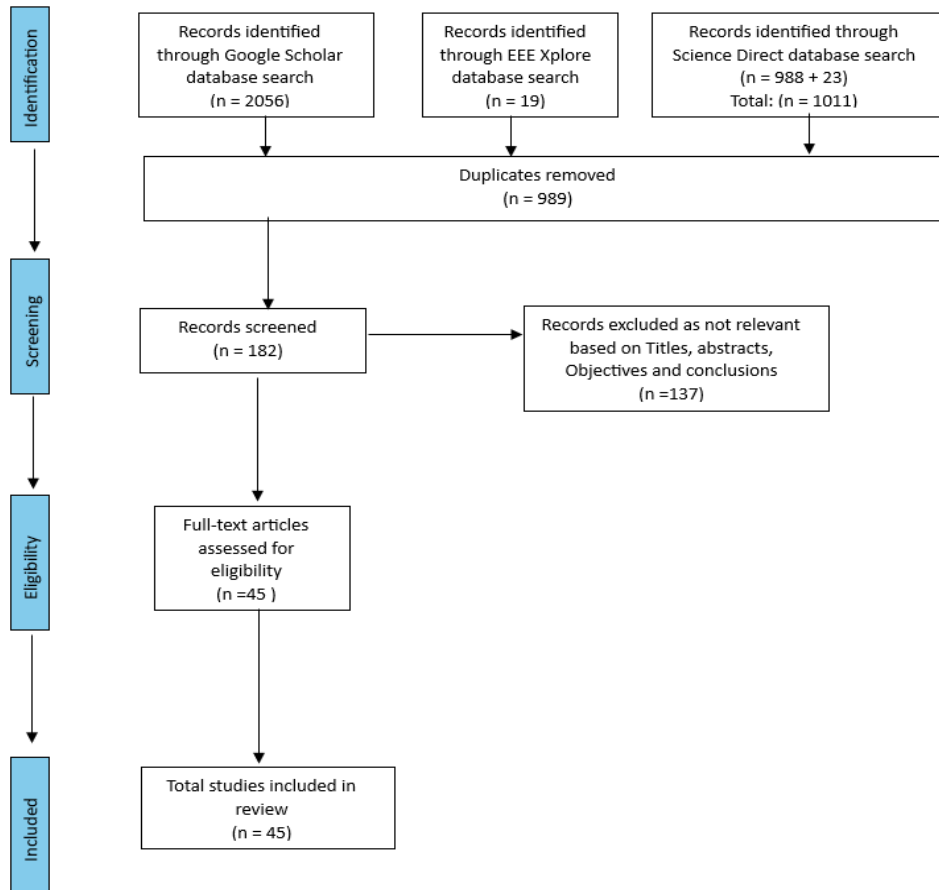 Identification
Records identified
through Google Scholar
database search
(n = 2056)
Records identified
through EEE Xplore
database search
(n = 19)
Records identified through
Science Direct database search
(n = 988 + 23)
Total: (n = 1011)
Duplicates removed
(n = 989)
Screening
Records screened
(n = 182)
Records excluded as not relevant
based on Titles, abstracts,
Objectives and conclusions
(n =137)
Eligibility
Full-text articles
assessed for
eligibility
(n =45 )
Included
Total studies included in
review
(n = 45)